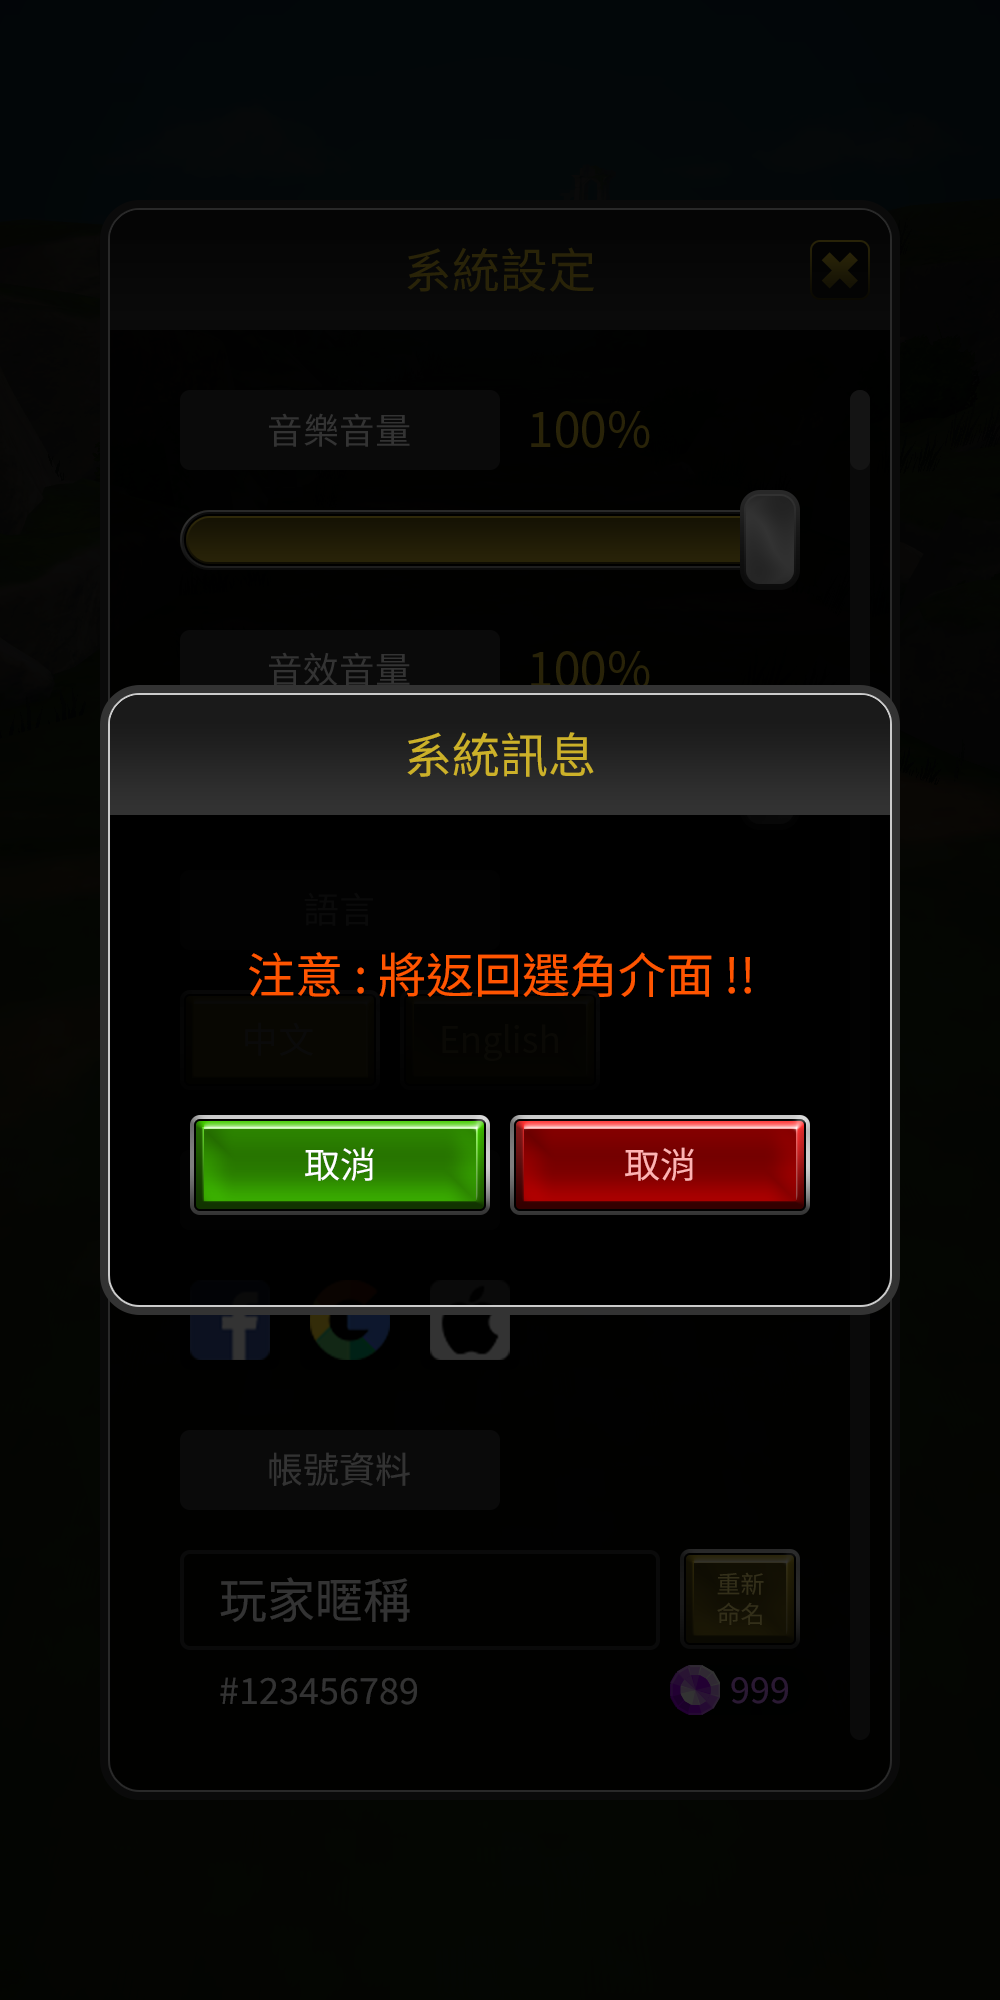 系統設定
音樂音量 100%
音效音量 100%
系統訊息
語言
注意 : 將返回選角介面 !!
中文 English
取消 取消
帳號資料
玩家暱稱
重新
命名
#123456789 999